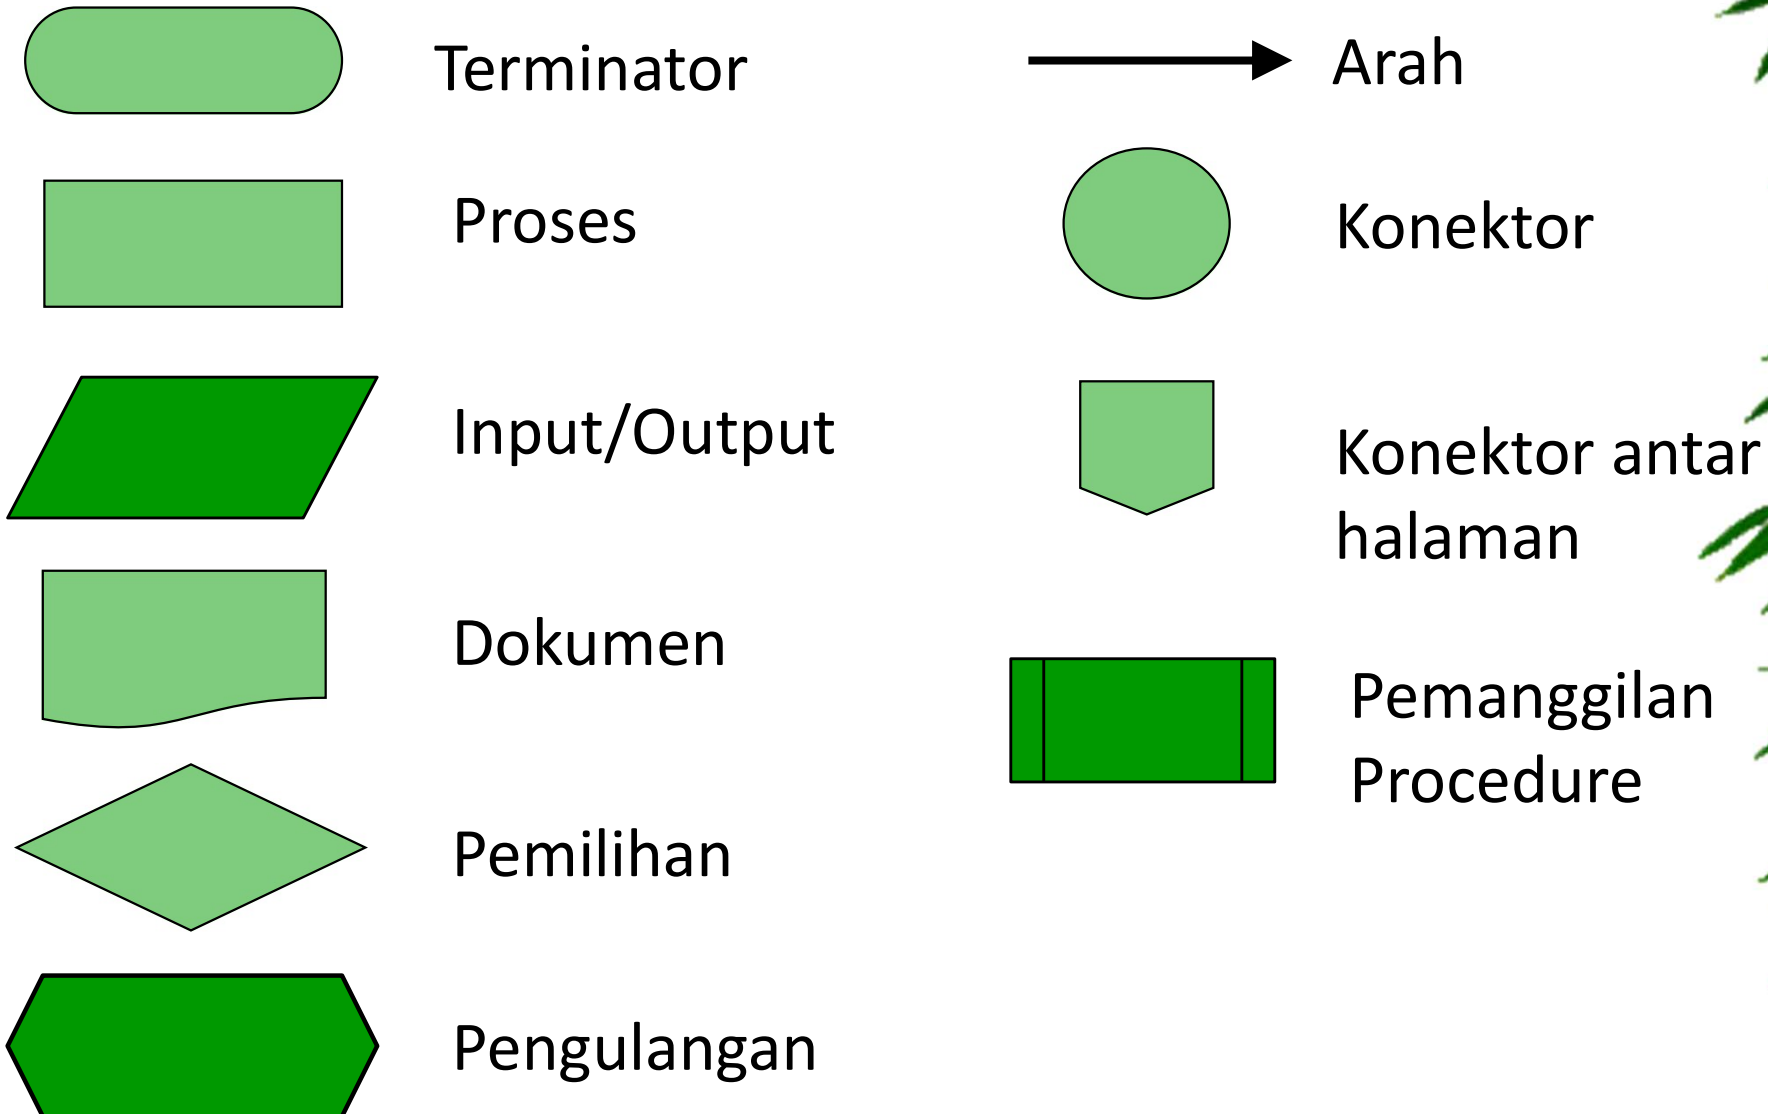 Terminator
Proses
Input/Output
Dokumen
Pemilihan
Pengulangan
Arah
Konektor
Konektor antar
halaman
Pemanggilan
Procedure